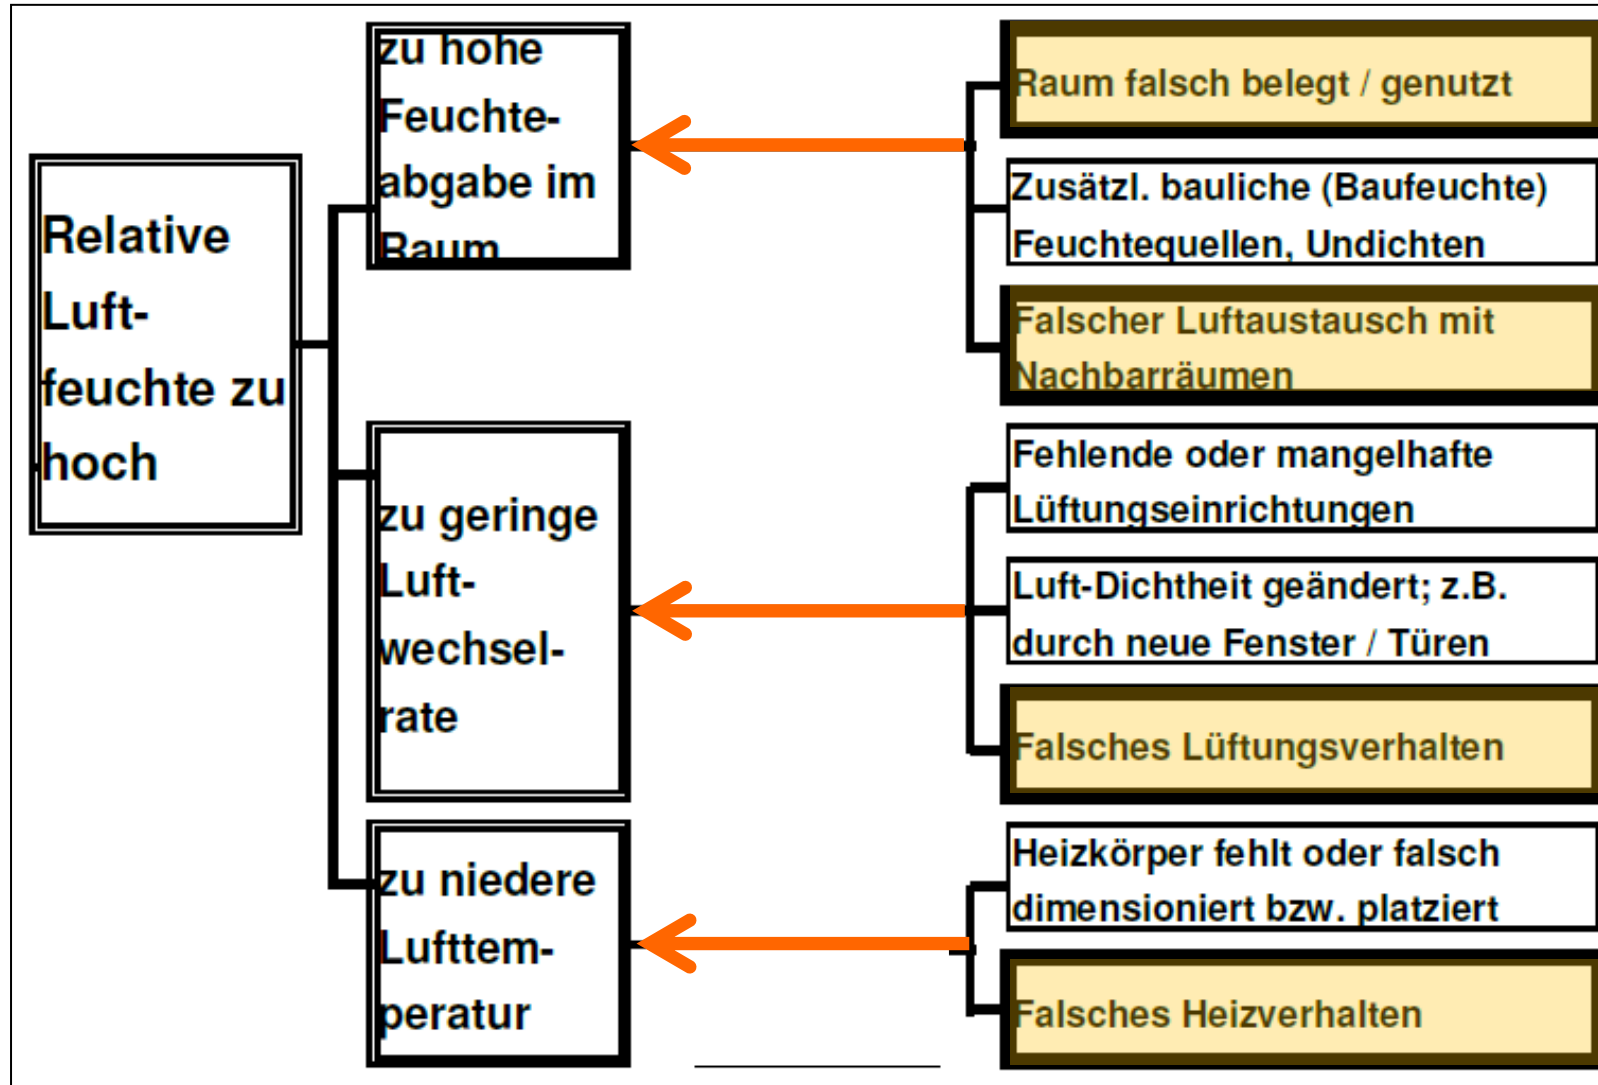 Relative
Luft-
feuchte zu
hoch
zu hohe
Feuchte-
abgabe im
Raum
zu geringe
Luft-
wechsel-
rate
zu niedere
Lufttem-
peratur
Raum falsch belegt / genutzt
Zusätzl. bauliche (Baufeuchte)
Feuchtequellen, Undichten
Falscher Luftaustausch mit
Nachbarräumen
Fehlende oder mangelhafte
Lüftungseinrichtungen
Luft-Dichtheit geändert; z.B.
durch neue Fenster / Türen
Falsches Lüftungsverhalten
Heizkörper fehlt oder falsch
dimensioniert bzw. platziert
Falsches Heizverhalten